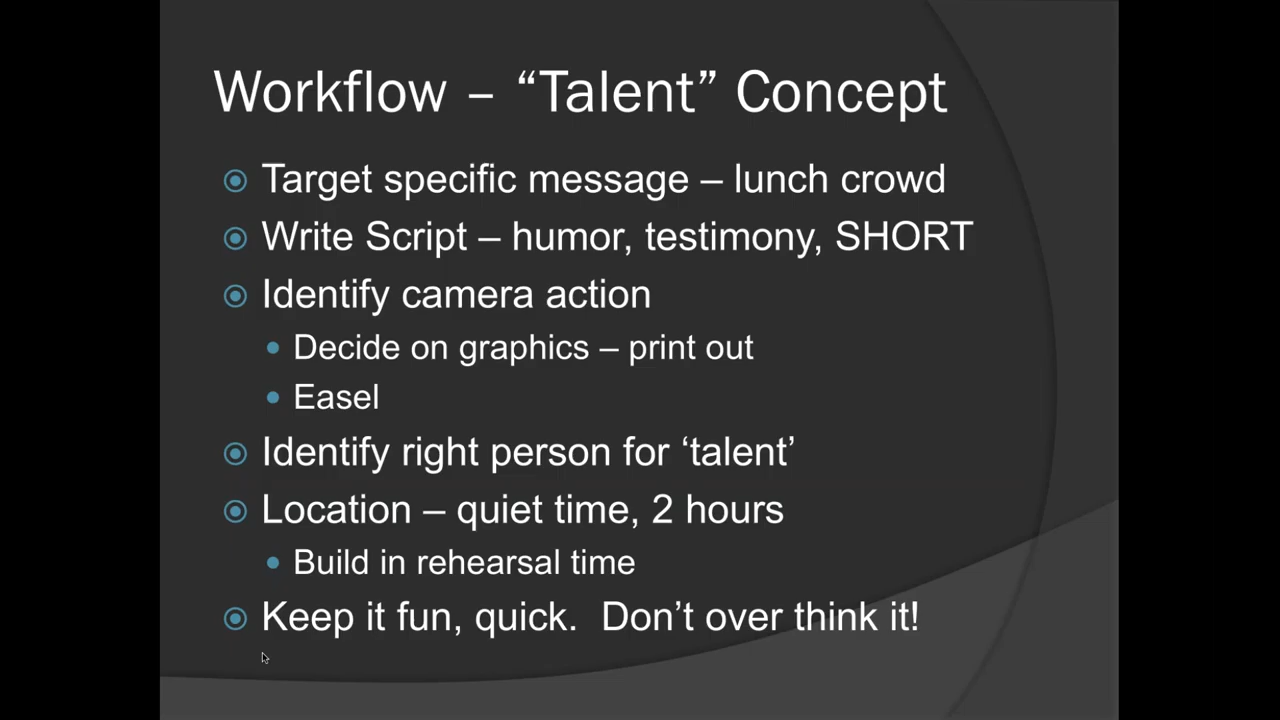 Workflow – “Talent” Concept
Target specific message – lunch crowd
Write Script – humor, testimony, SHORT
Identify camera action
Decide on graphics – print out
Easel
Identify right person for ‘talent’
Location – quiet time, 2 hours
Build in rehearsal time
Keep it fun, quick.  Don’t over think it!